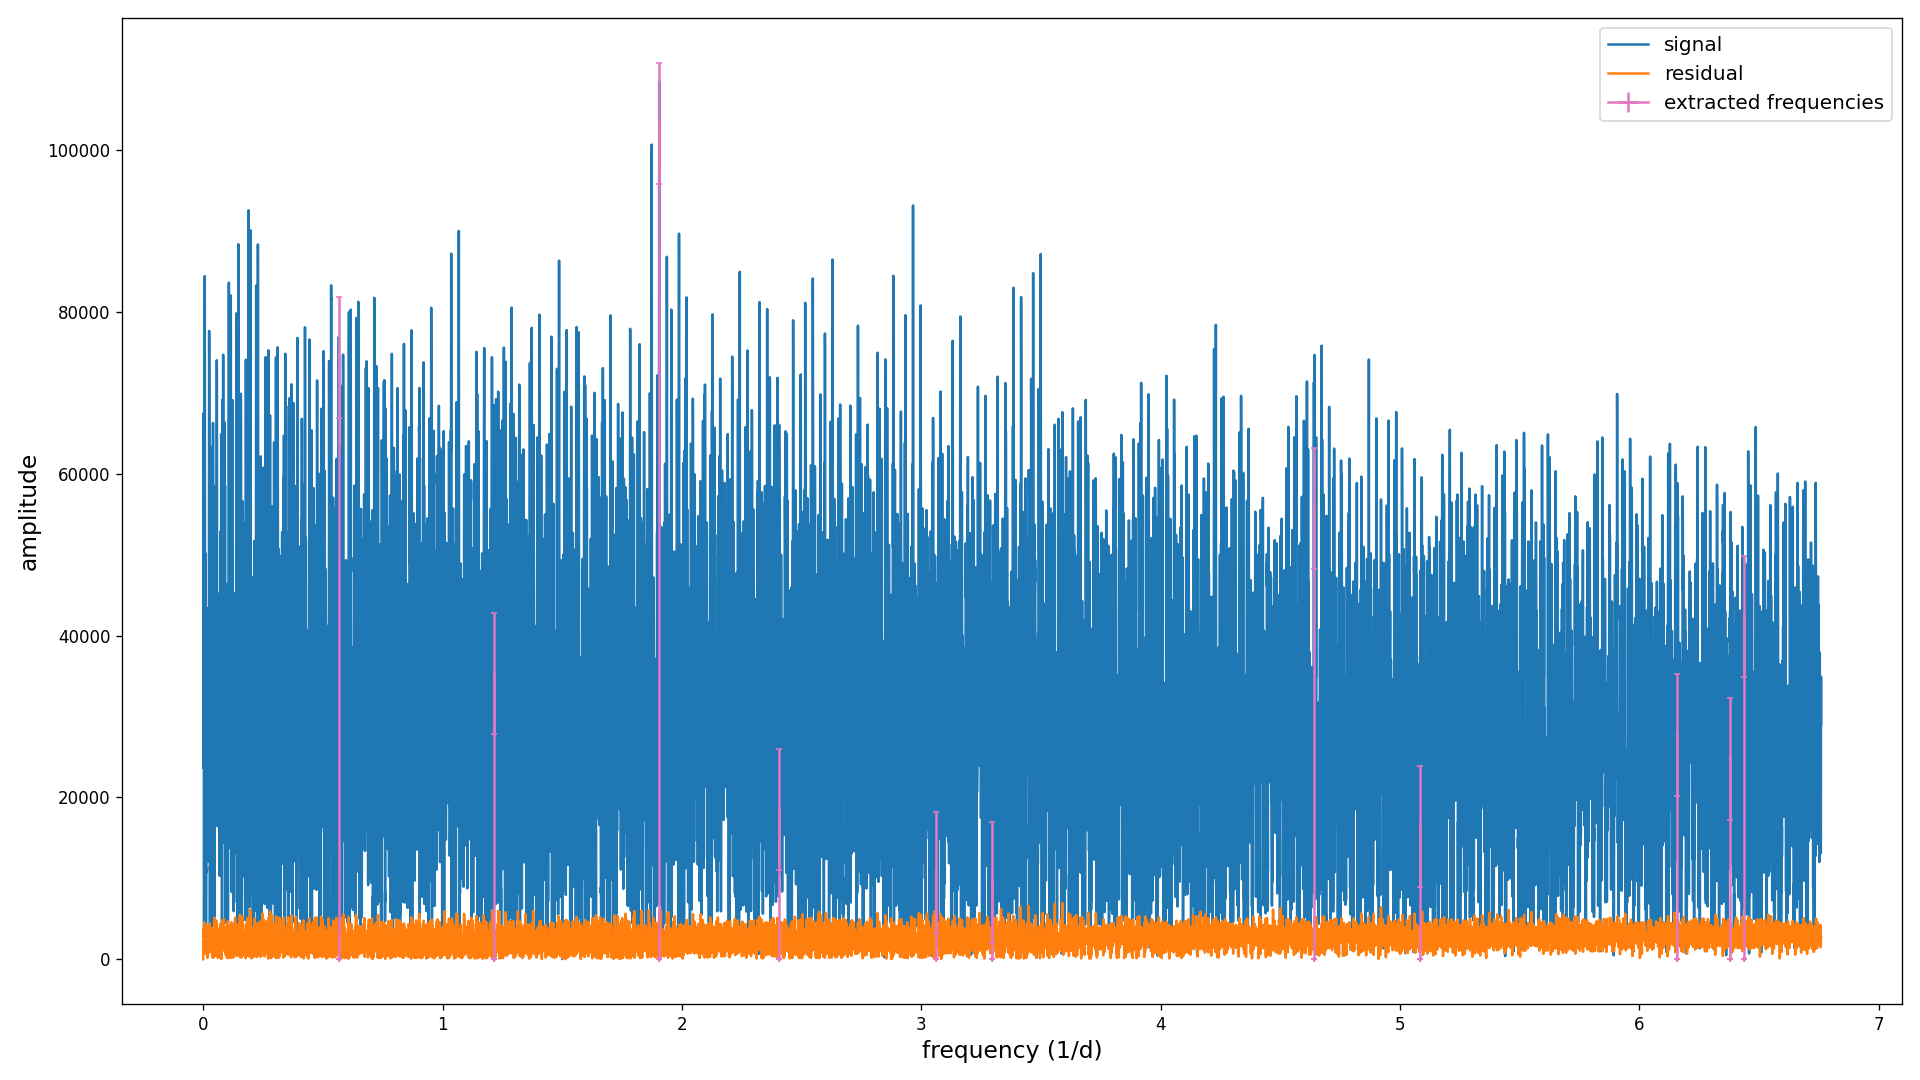 signal
residual
extracted frequencies
100000
80000
60000
40000
20000
0
amplitude
0 1 2 3 4 5 6 7
frequency (1/d)